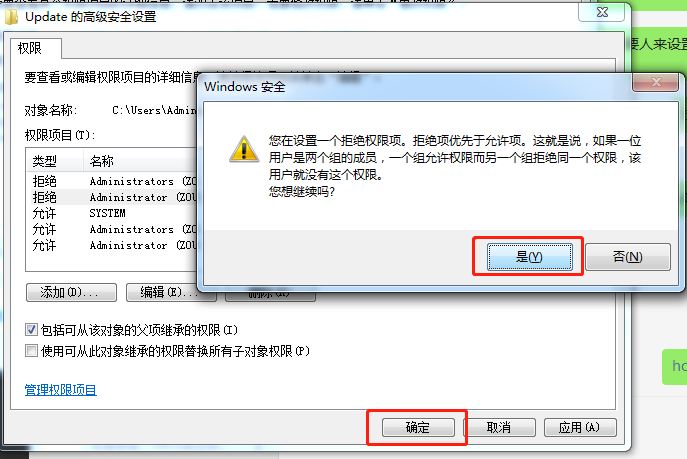 Update 的高级安全设置
权限
要查看或编辑权限项目的详细信
对象名称: C:\Users\Admin
权限项目(T):
类型 名称
拒绝 Administrators (ZO
拒绝 Administrator (ZOU
允许 SYSTEM
允许 Administrators (ZO
允许 Administrator (ZOU
添加(D)... 编辑(E)... 删除(R)
包括可从该对象的父项继承的权限(I)
使用可从此对象继承的权限替换所有子对象权限(P)
管理权限项目
确定 取消 应用(A)
Windows 安全
您在设置一个拒绝权限项。拒绝项优先于允许项。这就是说，如果一位
用户是两个组的成员，一个组允许权限而另一个组拒绝同一个权限，该
用户就没有这个权限。
您想继续吗?
是(Y) 否(N)
要人来设置
hc